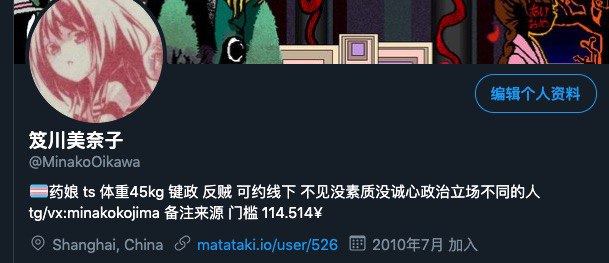 编辑个人资料
笈川美奈子
@MinakoOikawa
药娘 ts 体重45kg 键政 反贼 可约线下 不见没素质没诚心政治立场不同的人
tg/vx:minakokojima 备注来源 门槛 114.514¥
Shanghai, China matataki.io/user/526 2010年7月 加入